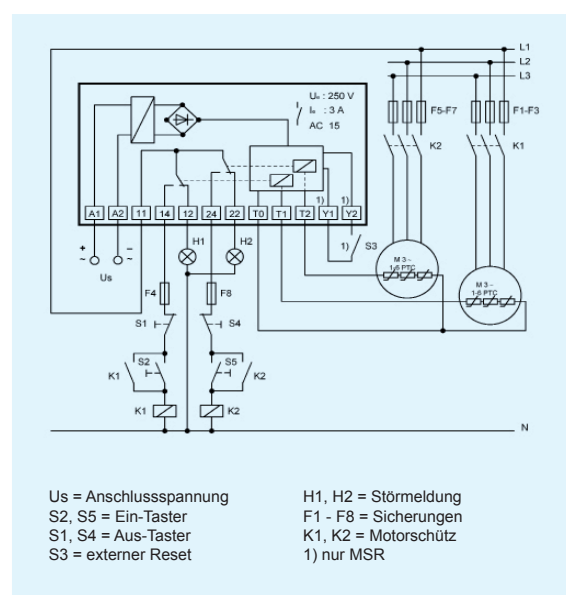 L1
L2
L3
Uₑ : 250 V
Iₑ : 3 A
AC 15
F5-F7
F1-F3
K2
K1
1)
1)
A1
A2
11
14
12
24
22
T0
T1
T2
Y1
Y2
+
~
−
~
Us
H1
H2
1)
S3
M 3 ~
1-6 PTC
M 3 ~
1-6 PTC
F4
F8
S1
S4
S2
S5
K1
K2
K1
K2
N
Us = Anschlussspannung
S2, S5 = Ein-Taster
S1, S4 = Aus-Taster
S3 = externer Reset
H1, H2 = Störmeldung
F1 - F8 = Sicherungen
K1, K2 = Motorschütz
1) nur MSR